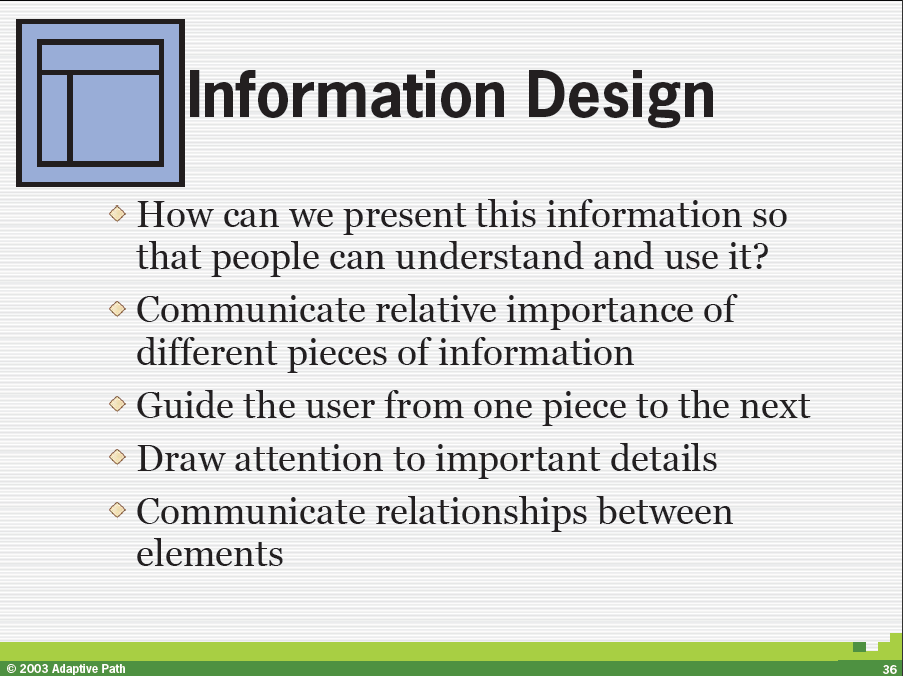 Information Design
How can we present this information so
that people can understand and use it?
Communicate relative importance of
different pieces of information
Guide the user from one piece to the next
Draw attention to important details
Communicate relationships between
elements
© 2003 Adaptive Path
36